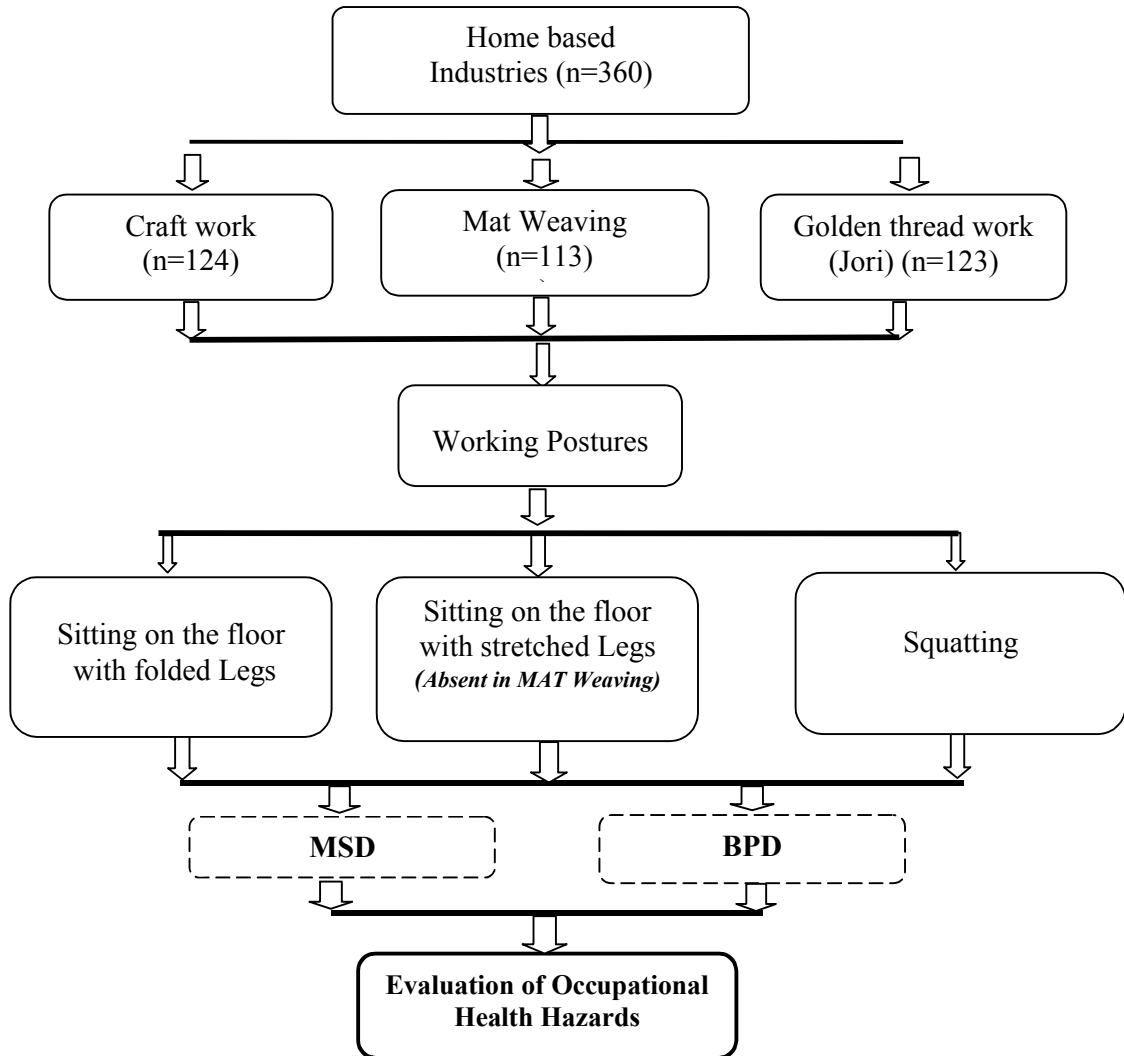 Home based
Industries (n=360)
Craft work
(n=124)
Mat Weaving
(n=113)
Golden thread work
(Jori) (n=123)
Working Postures
Sitting on the floor
with folded Legs
Sitting on the floor
with stretched Legs
(Absent in MAT Weaving)
Squatting
MSD
BPD
Evaluation of Occupational
Health Hazards